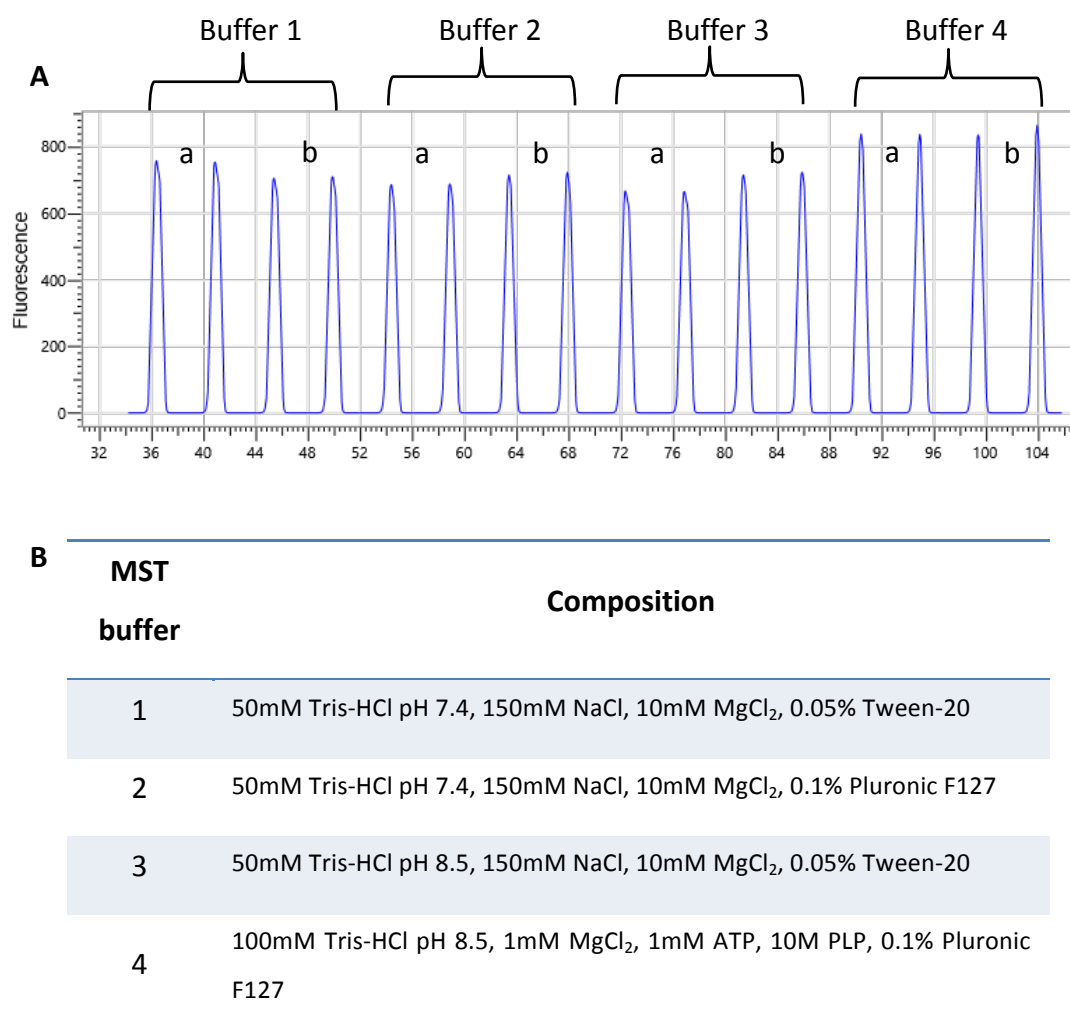 Buffer 1 Buffer 2 Buffer 3 Buffer 4
A
a b a b a b a b
800
600
400
200
0
Fluorescence
32 36 40 44 48 52 56 60 64 68 72 76 80 84 88 92 96 100 104
B
MST
buffer
Composition
1 50mM Tris-HCl pH 7.4, 150mM NaCl, 10mM MgCl₂, 0.05% Tween-20
2 50mM Tris-HCl pH 7.4, 150mM NaCl, 10mM MgCl₂, 0.1% Pluronic F127
3 50mM Tris-HCl pH 8.5, 150mM NaCl, 10mM MgCl₂, 0.05% Tween-20
4 100mM Tris-HCl pH 8.5, 1mM MgCl₂, 1mM ATP, 10M PLP, 0.1% Pluronic
F127